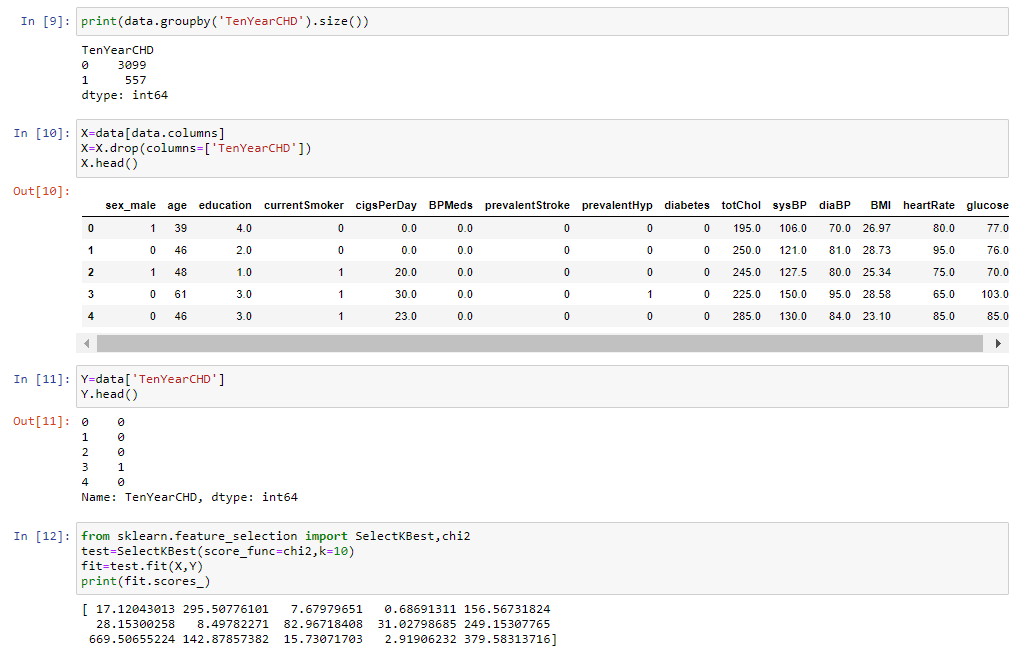 In [9]: print(data.groupby('TenYearCHD').size())
TenYearCHD
0    3099
1     557
dtype: int64
In [10]: X=data[data.columns]
X=X.drop(columns=['TenYearCHD'])
X.head()
Out[10]:
sex_male age education currentSmoker cigsPerDay BPMeds prevalentStroke prevalentHyp diabetes totChol sysBP diaBP BMI heartRate glucose
0 1 39 4.0 0 0.0 0.0 0 0 0 195.0 106.0 70.0 26.97 80.0 77.0
1 0 46 2.0 0 0.0 0.0 0 0 0 250.0 121.0 81.0 28.73 95.0 76.0
2 1 48 1.0 1 20.0 0.0 0 0 0 245.0 127.5 80.0 25.34 75.0 70.0
3 0 61 3.0 1 30.0 0.0 0 1 0 225.0 150.0 95.0 28.58 65.0 103.0
4 0 46 3.0 1 23.0 0.0 0 0 0 285.0 130.0 84.0 23.10 85.0 85.0
In [11]: Y=data['TenYearCHD']
Y.head()
Out[11]: 0    0
1    0
2    0
3    1
4    0
Name: TenYearCHD, dtype: int64
In [12]: from sklearn.feature_selection import SelectKBest,chi2
test=SelectKBest(score_func=chi2,k=10)
fit=test.fit(X,Y)
print(fit.scores_)
[ 17.12043013 295.50776101   7.67979651   0.68691311 156.56731824
28.15300258   8.49782271  82.96718408  31.02798685 249.15307765
669.50655224 142.87857382  15.73071703   2.91906232 379.58313716]